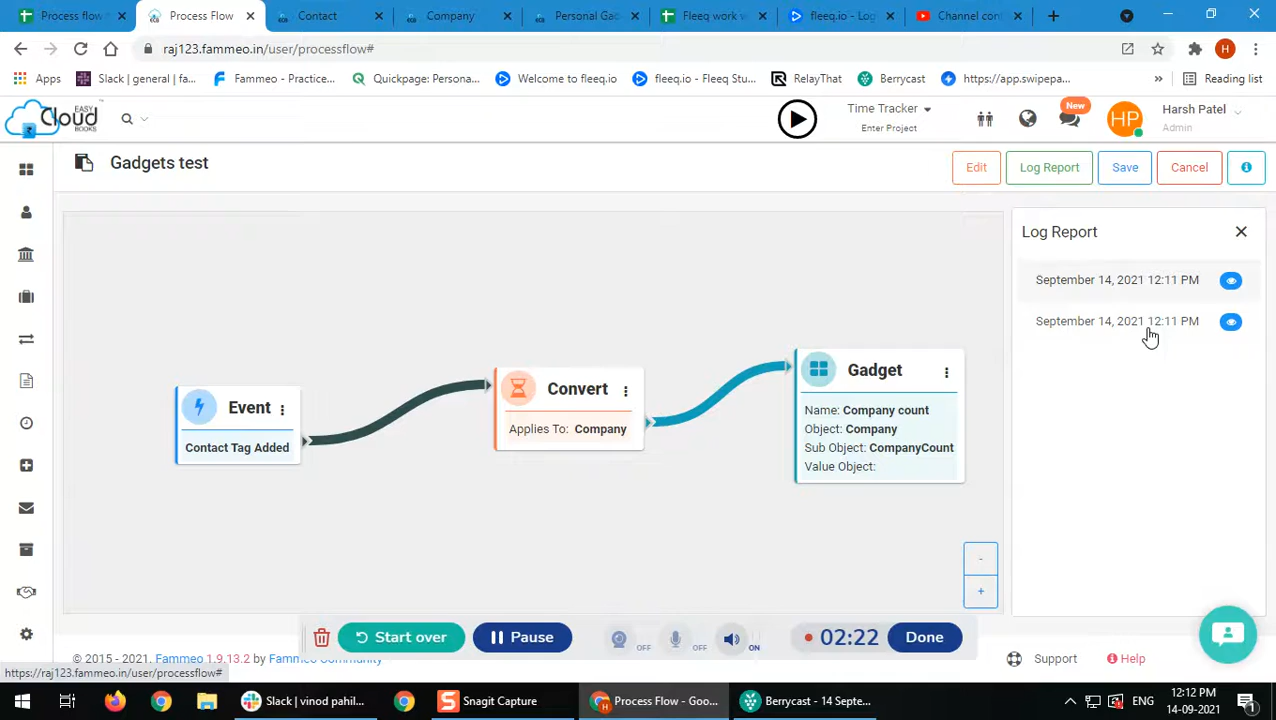 Process flow
Process Flow
Contact
Company
Personal Gad
Fleeq work w
fleeq.io - Log
Channel con
raj123.fammeo.in/user/processflow#
H
Apps
Slack | general | fa...
Fammeo - Practice...
Quickpage: Persona...
Welcome to fleeq.io
fleeq.io - Fleeq Stu...
RelayThat
Berrycast
https://app.swipepa...
»
Reading list
EASY
Cloud
BOOKS
Time Tracker
Enter Project
New
HP
Harsh Patel
Admin
Gadgets test
Edit
Log Report
Save
Cancel
Log Report
September 14, 2021 12:11 PM
September 14, 2021 12:11 PM
Event
Contact Tag Added
Convert
Applies To: Company
Gadget
Name: Company count
Object: Company
Sub Object: CompanyCount
Value Object:
-
+
Start over
Pause
OFF
OFF
ON
02:22
Done
© 2015 - 2021, Fammeo 1.9.13.2 by Fammeo Community
Support
Help
https://raj123.fammeo.in/user/processflow#
Slack | vinod pahil...
Snagit Capture
Process Flow - Goo...
Berrycast - 14 Septe...
ENG
12:12 PM
14-09-2021
1